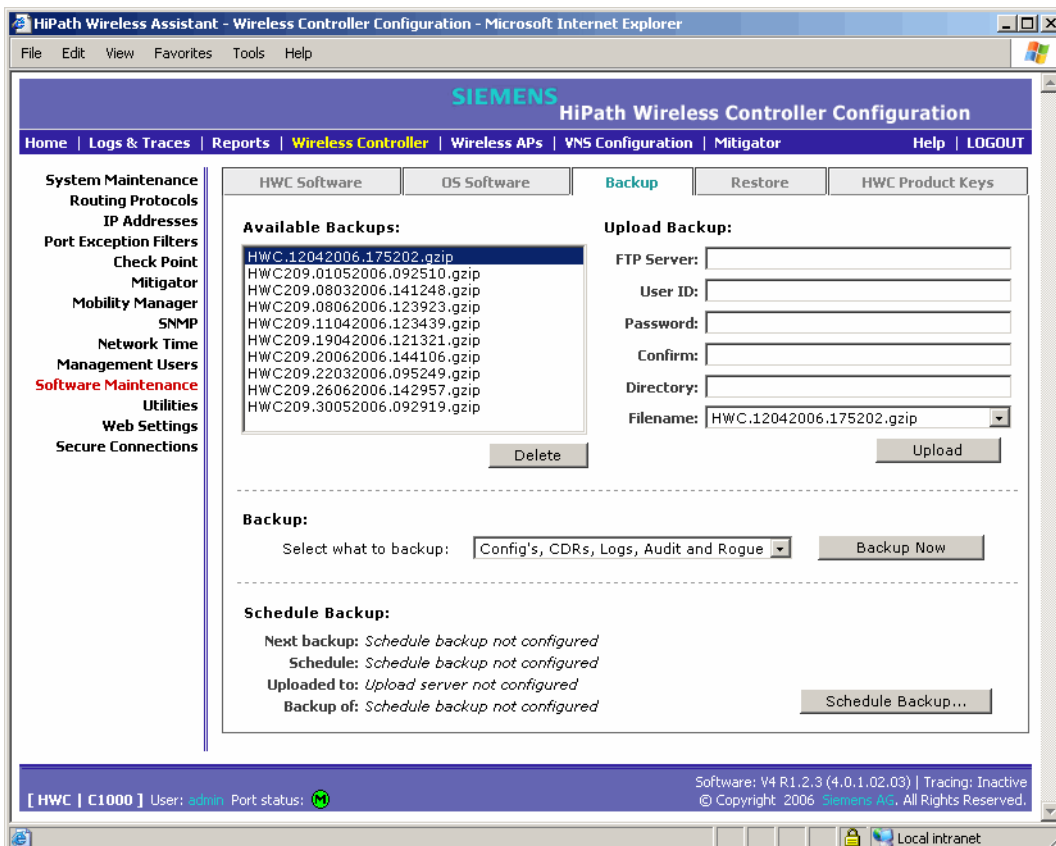 HiPath Wireless Assistant - Wireless Controller Configuration - Microsoft Internet Explorer
File Edit View Favorites Tools Help
SIEMENS
HiPath Wireless Controller Configuration
Home | Logs & Traces | Reports | Wireless Controller | Wireless APs | VNS Configuration | Mitigator Help | LOGOUT
System Maintenance
Routing Protocols
IP Addresses
Port Exception Filters
Check Point
Mitigator
Mobility Manager
SNMP
Network Time
Management Users
Software Maintenance
Utilities
Web Settings
Secure Connections
HWC Software OS Software Backup Restore HWC Product Keys
Available Backups:
HWC.12042006.175202.gzip
HWC209.01052006.092510.gzip
HWC209.08032006.141248.gzip
HWC209.08062006.123923.gzip
HWC209.11042006.123439.gzip
HWC209.19042006.121321.gzip
HWC209.20062006.144106.gzip
HWC209.22032006.095249.gzip
HWC209.26062006.142957.gzip
HWC209.30052006.092919.gzip
Delete
Upload Backup:
FTP Server:
User ID:
Password:
Confirm:
Directory:
Filename: HWC.12042006.175202.gzip
Upload
Backup:
Select what to backup: Config's, CDRs, Logs, Audit and Rogue Backup Now
Schedule Backup:
Next backup: Schedule backup not configured
Schedule: Schedule backup not configured
Uploaded to: Upload server not configured
Backup of: Schedule backup not configured
Schedule Backup...
[ HWC | C1000 ] User: admin Port status: M
Software: V4 R1.2.3 (4.0.1.02.03) | Tracing: Inactive
© Copyright 2006 Siemens AG. All Rights Reserved.
Local intranet